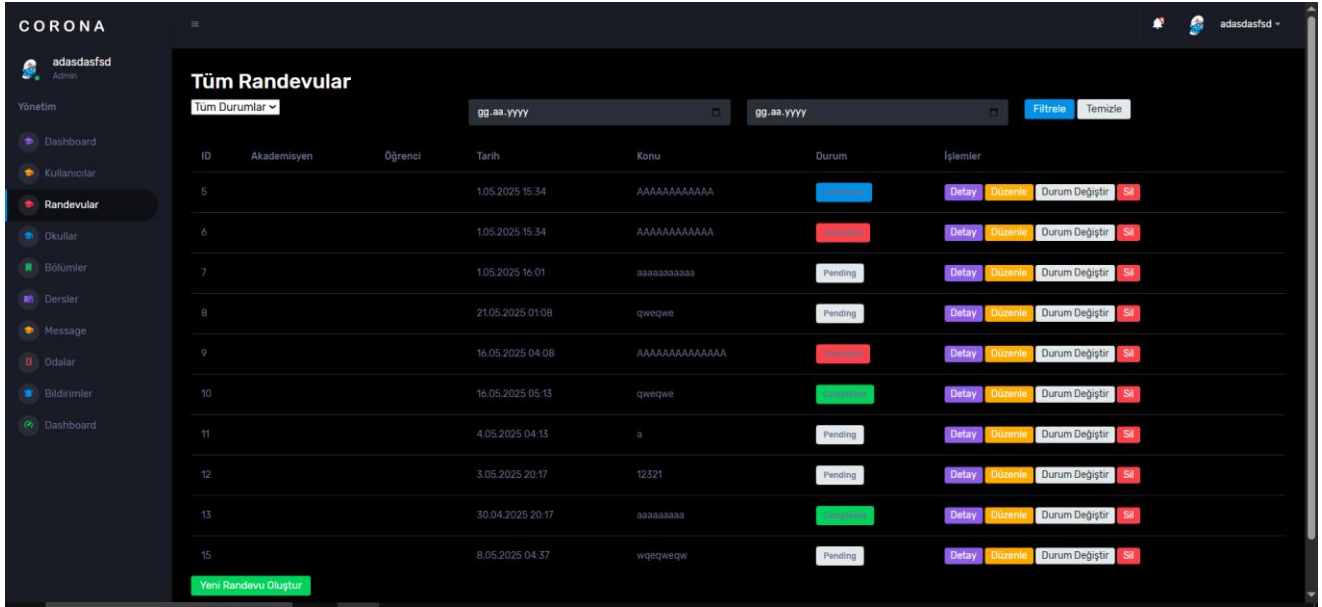 CORONA
adasdasfsd
adasdasfsd
Admin
Yönetim
Dashboard
Kullanıcılar
Randevular
Okullar
Bölümler
Dersler
Message
Odalar
Bildirimler
Dashboard
Tüm Randevular
Tüm Durumlar gg.aa.yyyy gg.aa.yyyy Filtrele Temizle
ID Akademisyen Öğrenci Tarih Konu Durum İşlemler
5 1.05.2025 15:34 AAAAAAAAAAAA Detay Düzenle Durum Değiştir Sil
6 1.05.2025 15:34 AAAAAAAAAAAA Detay Düzenle Durum Değiştir Sil
7 1.05.2025 16:01 aaaaaaaaaaa Pending Detay Düzenle Durum Değiştir Sil
8 21.05.2025 01:08 qweqwe Pending Detay Düzenle Durum Değiştir Sil
9 16.05.2025 04:08 AAAAAAAAAAAAAA Detay Düzenle Durum Değiştir Sil
10 16.05.2025 05:13 qweqwe Completed Detay Düzenle Durum Değiştir Sil
11 4.05.2025 04:13 a Pending Detay Düzenle Durum Değiştir Sil
12 3.05.2025 20:17 12321 Pending Detay Düzenle Durum Değiştir Sil
13 30.04.2025 20:17 aaaaaaaaa Completed Detay Düzenle Durum Değiştir Sil
15 8.05.2025 04:37 wqeqweqw Pending Detay Düzenle Durum Değiştir Sil
Yeni Randevu Oluştur